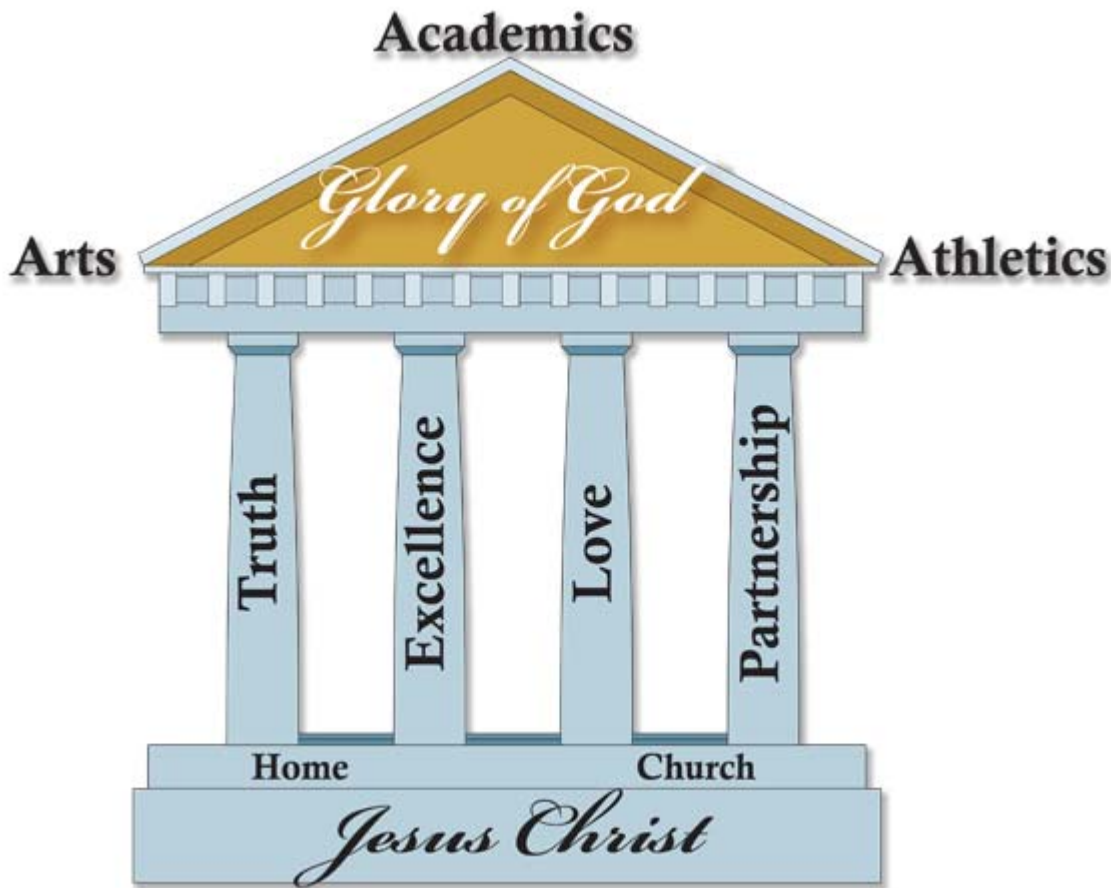 Academics
Glory of God
Arts
Athletics
Truth
Excellence
Love
Partnership
Home
Church
Jesus Christ